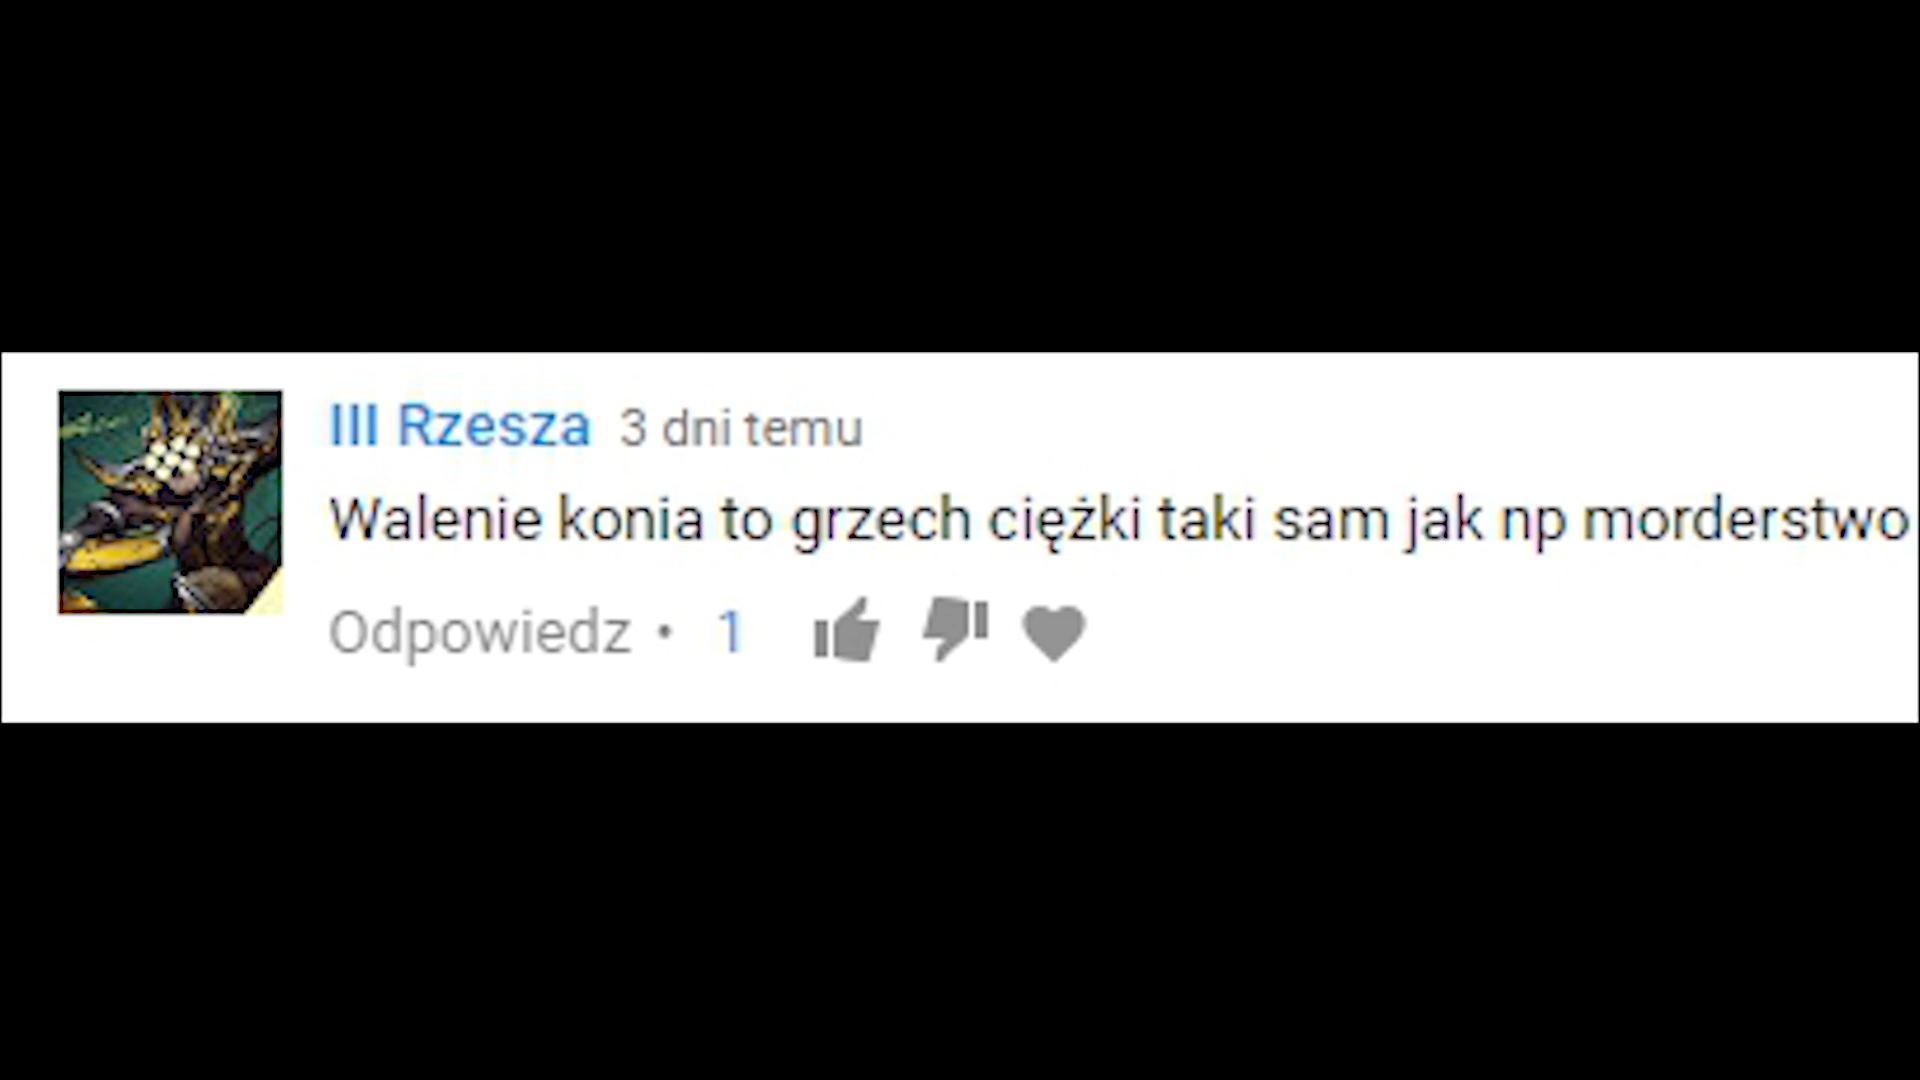 III Rzesza 3 dni temu
Walenie konia to grzech ciężki taki sam jak np morderstwo
Odpowiedz • 1